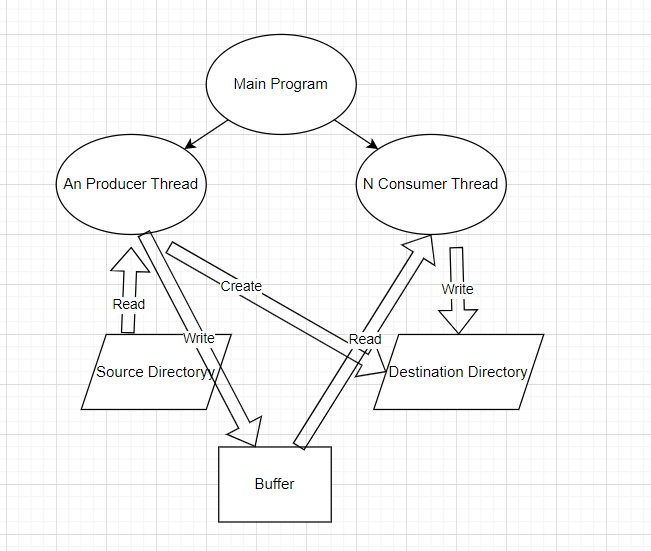 Main Program
An Producer Thread
N Consumer Thread
Create
Write
Read
Write
Read
Source Directoryy
Destination Directory
Buffer